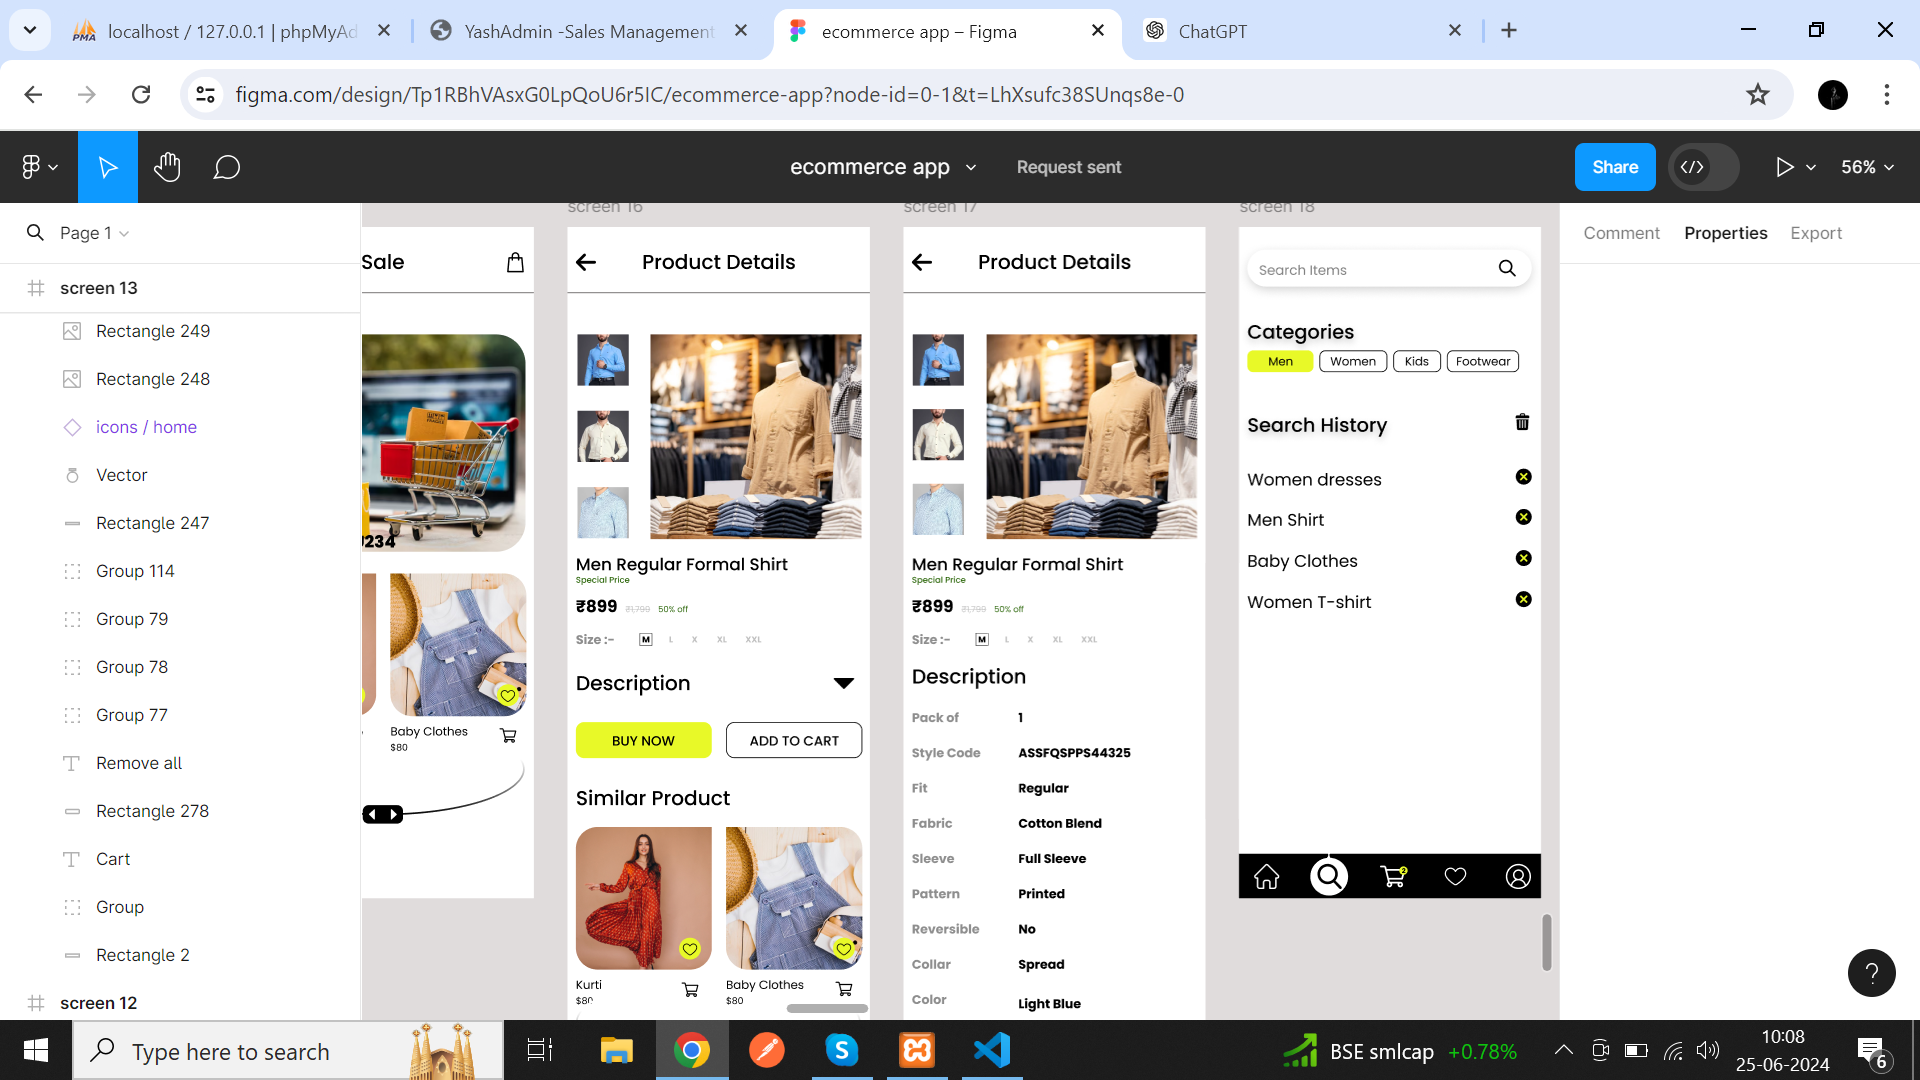 localhost / 127.0.0.1 | phpMyAd
YashAdmin -Sales Management
ecommerce app – Figma
ChatGPT
figma.com/design/Tp1RBhVAsxG0LpQoU6r5IC/ecommerce-app?node-id=0-1&t=LhXsufc38SUnqs8e-0
ecommerce app
Request sent
Share
56%
Page 1
screen 13
Rectangle 249
Rectangle 248
icons / home
Vector
Rectangle 247
Group 114
Group 79
Group 78
Group 77
Remove all
Rectangle 278
Cart
Group
Rectangle 2
screen 12
Sale
234
Baby Clothes
$80
screen 16
Product Details
Men Regular Formal Shirt
Special Price
₹899 ₹1,799 50% off
Size :- M L X XL XXL
Description
BUY NOW
ADD TO CART
Similar Product
Kurti
$80
Baby Clothes
$80
screen 17
Product Details
Men Regular Formal Shirt
Special Price
₹899 ₹1,799 50% off
Size :- M L X XL XXL
Description
Pack of 1
Style Code ASSFQSPPS44325
Fit Regular
Fabric Cotton Blend
Sleeve Full Sleeve
Pattern Printed
Reversible No
Collar Spread
Color Light Blue
screen 18
Search Items
Categories
Men Women Kids Footwear
Search History
Women dresses
Men Shirt
Baby Clothes
Women T-shirt
2
Comment Properties Export
?
Type here to search
BSE smlcap +0.78%
10:08
25-06-2024
6